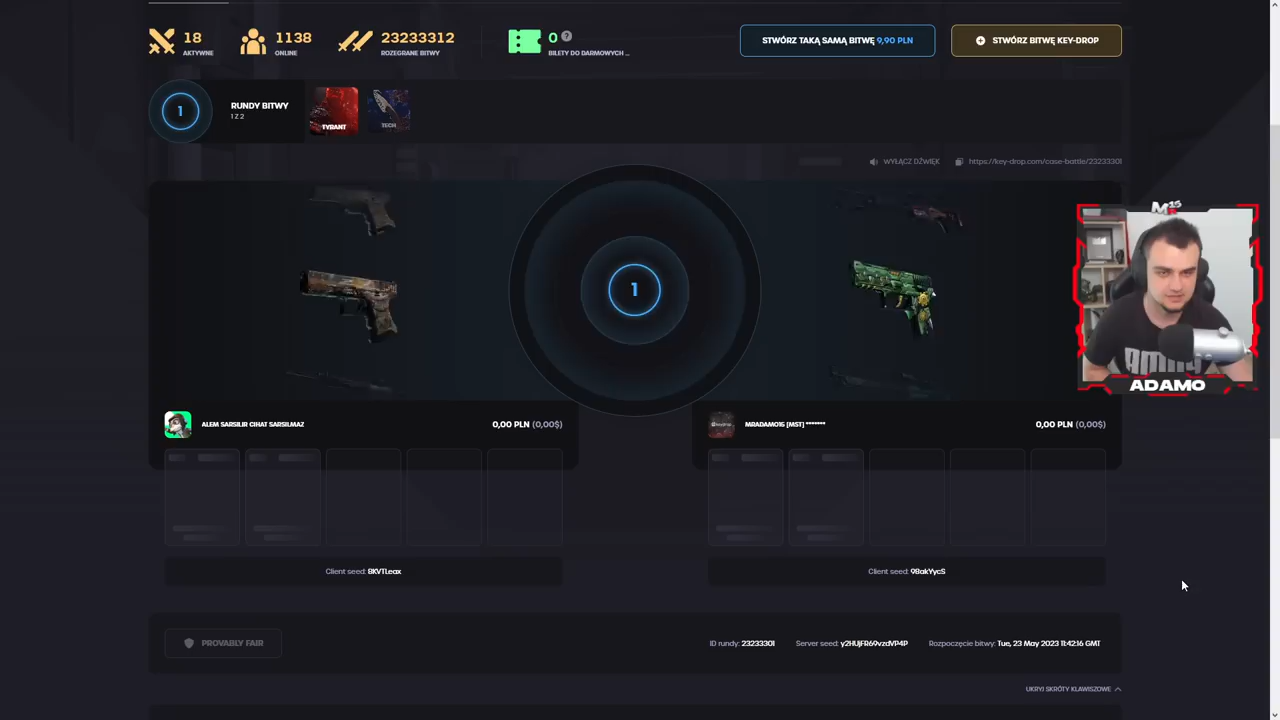 18
AKTYWNE
1138
ONLINE
23233312
ROZEGRANE BITWY
0
BILETY DO DARMOWYCH ...
STWÓRZ TAKĄ SAMĄ BITWĘ 9,90 PLN
STWÓRZ BITWĘ KEY-DROP
1
RUNDY BITWY
1 Z 2
TYRANT
TECH
WYŁĄCZ DŹWIĘK
https://key-drop.com/case-battle/23233301
1
ADAMO
ALEM SARSILIR CIHAT SARSILMAZ
0,00 PLN (0,00$)
MRADAMO15 [MST] *******
0,00 PLN (0,00$)
Client seed: 8KVTLeax
Client seed: 9BakYycS
PROVABLY FAIR
ID rundy: 23233301
Server seed: y2HUjFR69vzdVP4P
Rozpoczęcie bitwy: Tue, 23 May 2023 11:42:16 GMT
UKRYJ SKRÓTY KLAWISZOWE